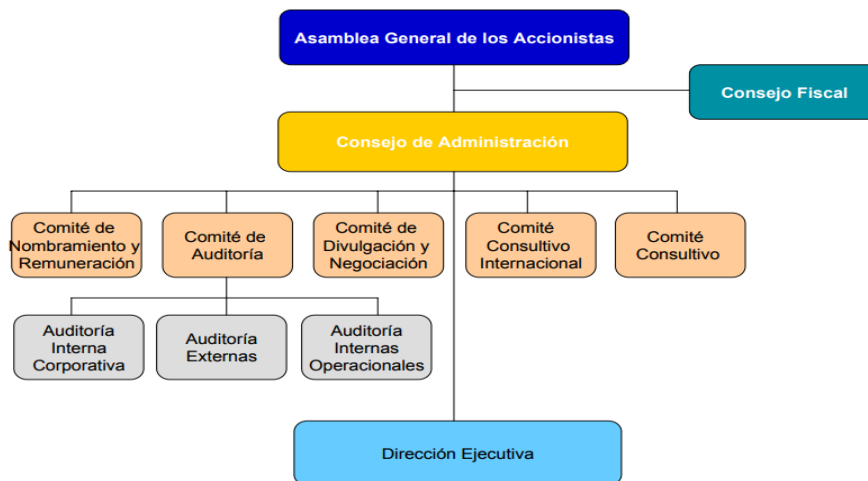 Asamblea General de los Accionistas
Consejo Fiscal
Consejo de Administración
Comité de
Nombramiento y
Remuneración
Comité de
Auditoría
Comité de
Divulgación y
Negociación
Comité
Consultivo
Internacional
Comité
Consultivo
Auditoría
Interna
Corporativa
Auditoría
Externas
Auditoría
Internas
Operacionales
Dirección Ejecutiva